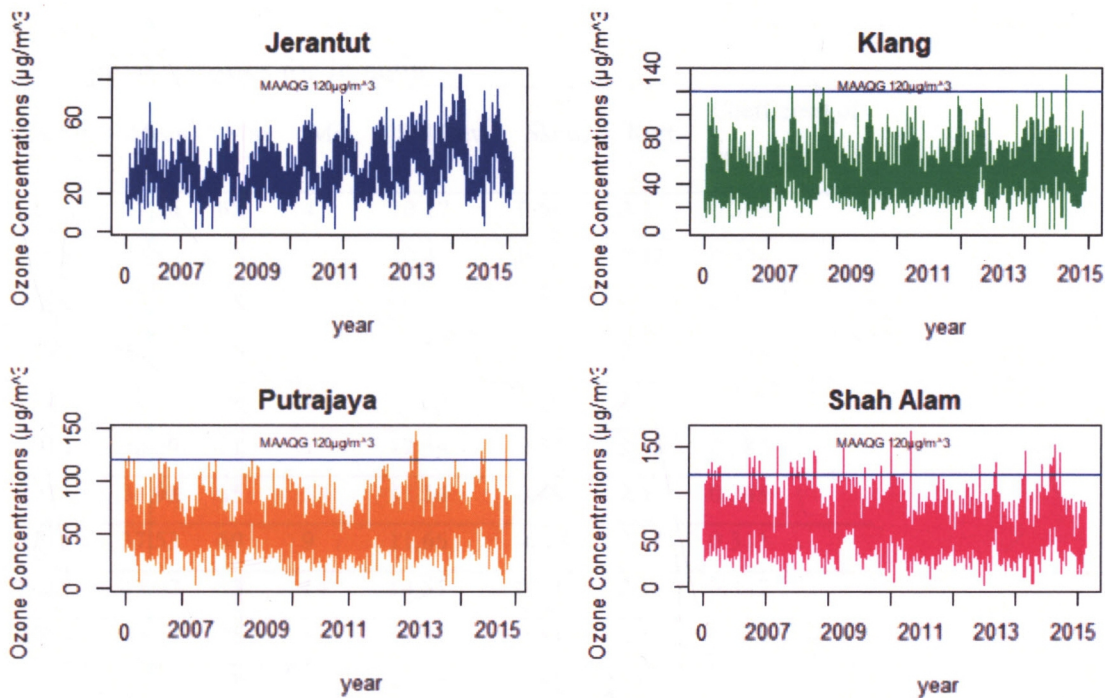 Jerantut
Klang
Ozone Concentrations (µg/m^3
0 20 60
MAAQG 120µg/m^3
0 2007 2009 2011 2013 2015
year
Ozone Concentrations (µg/m^3
0 40 80 140
MAAQG 120µg/m^3
0 2007 2009 2011 2013 2015
year
Putrajaya
Shah Alam
Ozone Concentrations (µg/m^3
0 50 100 150
MAAQG 120µg/m^3
0 2007 2009 2011 2013 2015
year
Ozone Concentrations (µg/m^3
0 50 150
MAAQG 120µg/m^3
0 2007 2009 2011 2013 2015
year